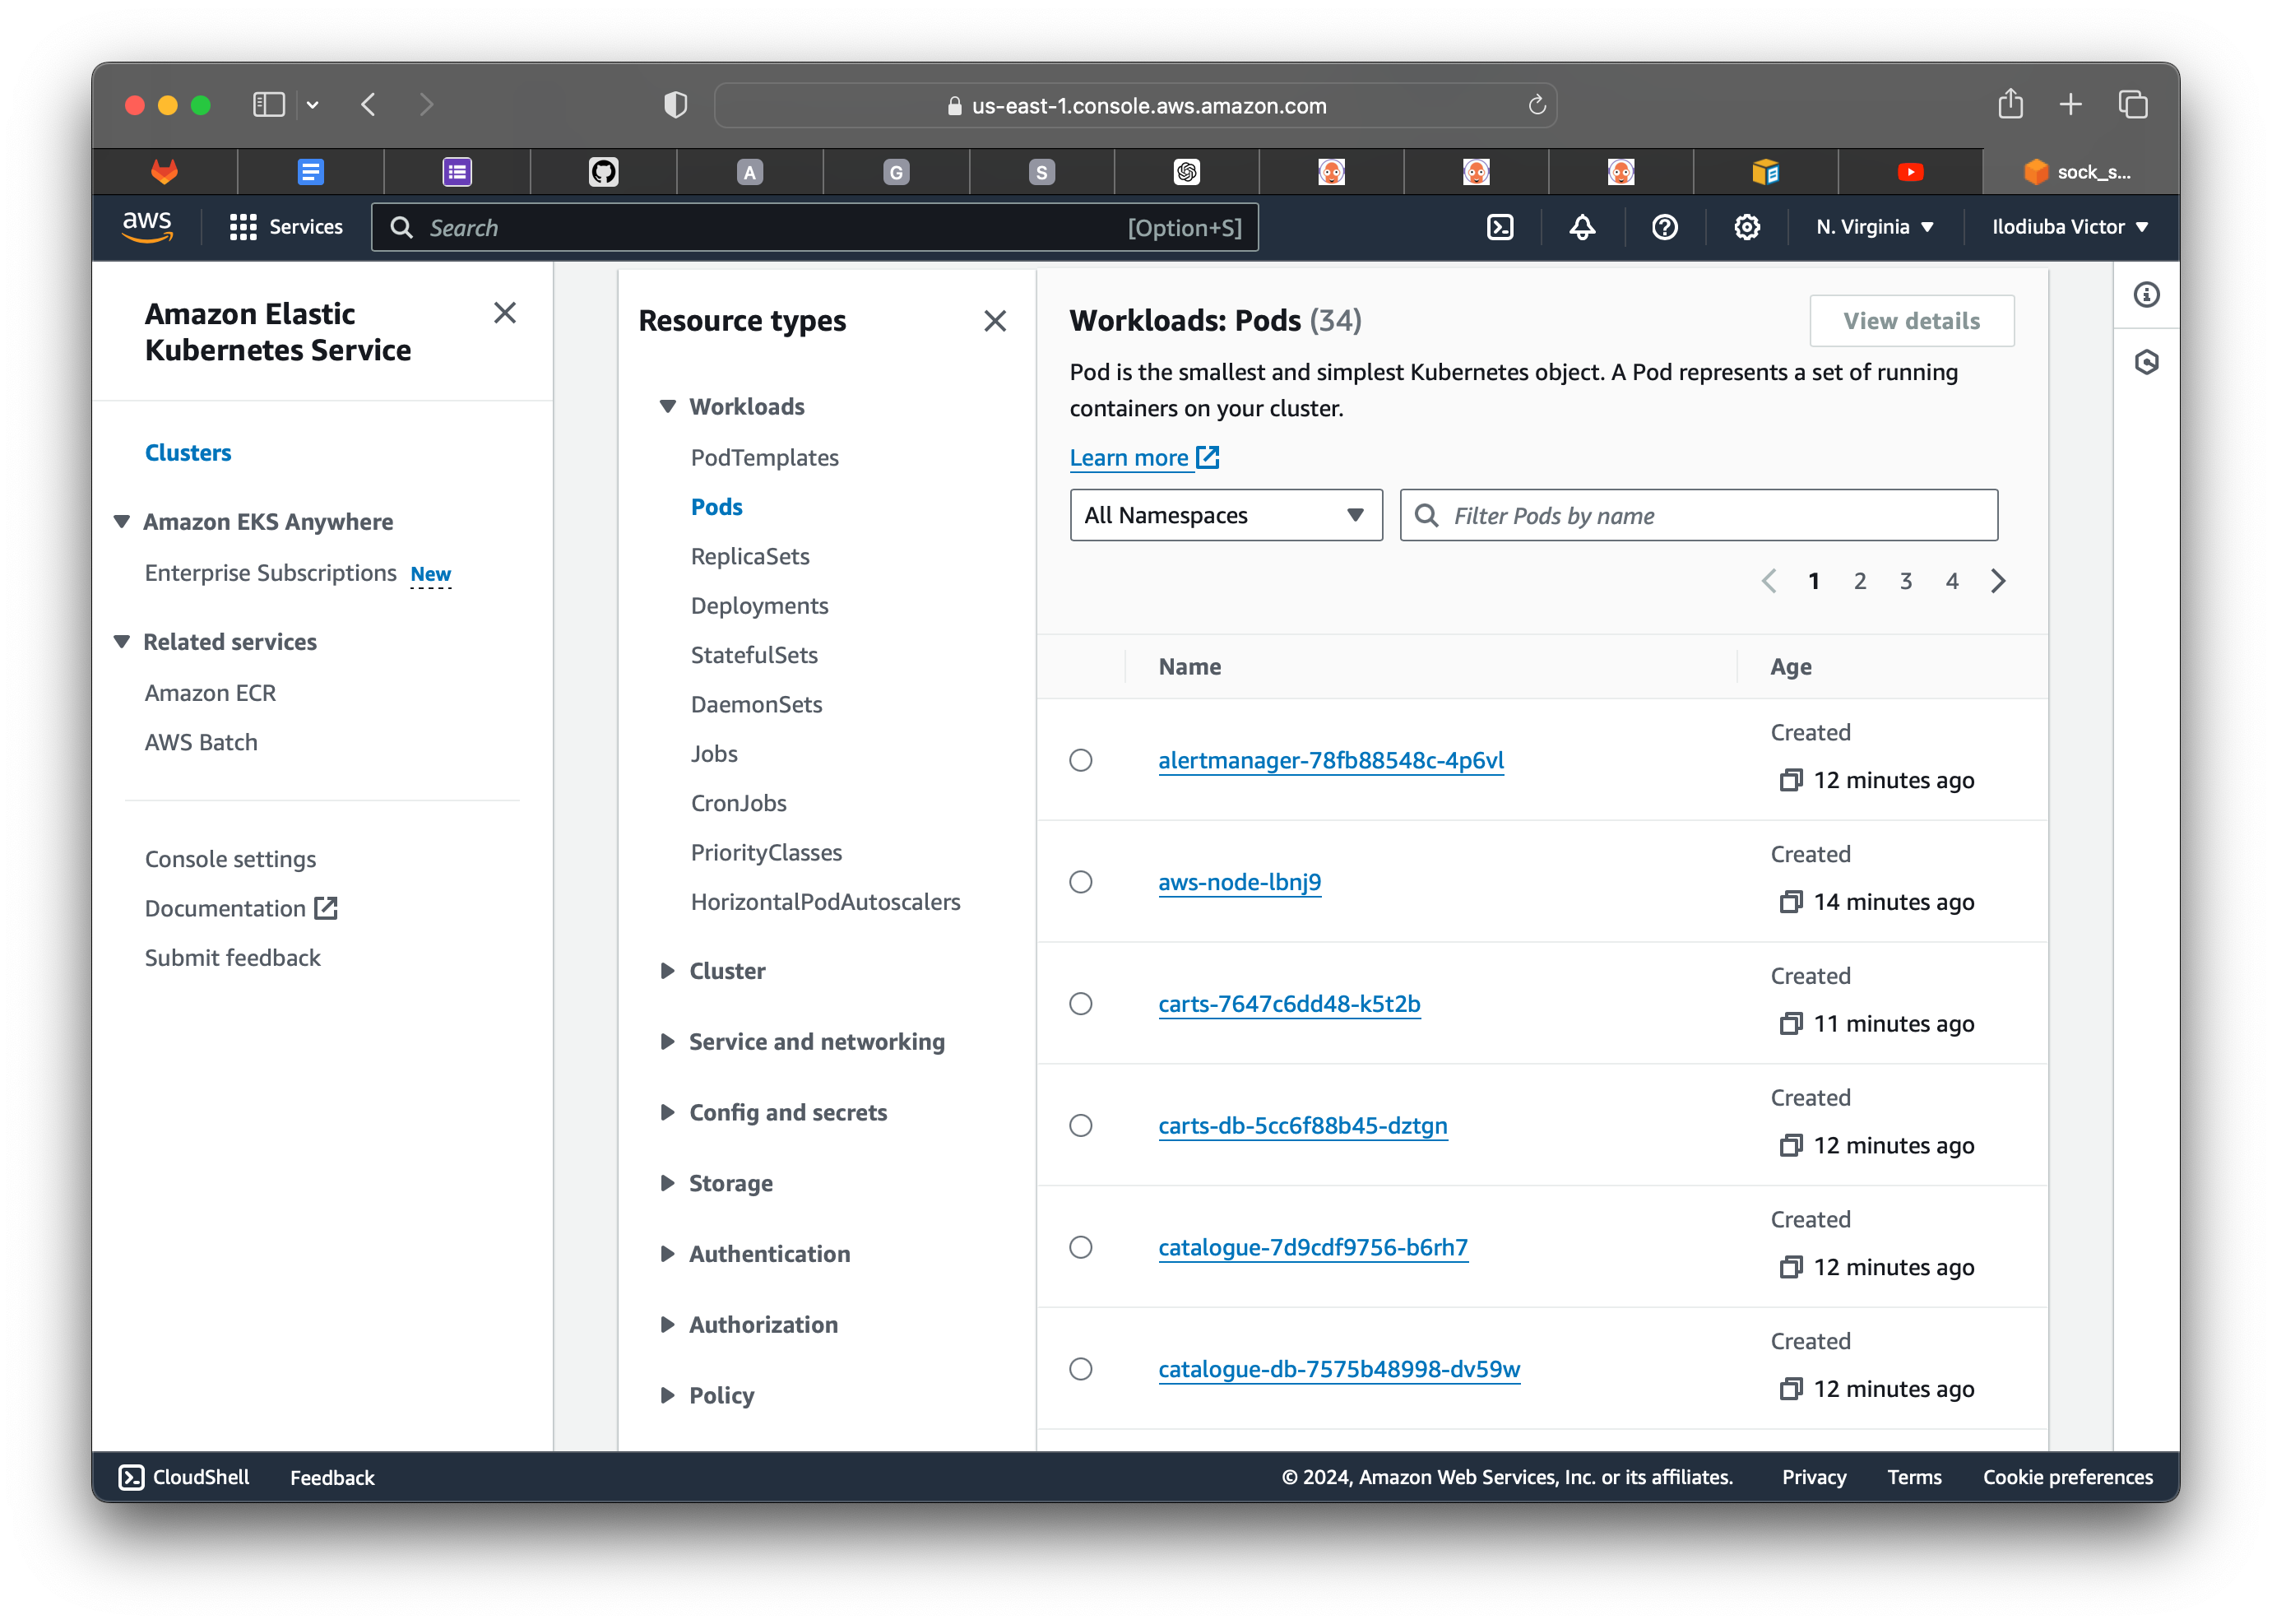 us-east-1.console.aws.amazon.com
A
G
S
sock_s...
aws
Services
Search
[Option+S]
N. Virginia
Ilodiuba Victor
Amazon Elastic
Kubernetes Service
Clusters
Amazon EKS Anywhere
Enterprise Subscriptions New
Related services
Amazon ECR
AWS Batch
Console settings
Documentation
Submit feedback
Resource types
Workloads
PodTemplates
Pods
ReplicaSets
Deployments
StatefulSets
DaemonSets
Jobs
CronJobs
PriorityClasses
HorizontalPodAutoscalers
Cluster
Service and networking
Config and secrets
Storage
Authentication
Authorization
Policy
Workloads: Pods (34)
View details
Pod is the smallest and simplest Kubernetes object. A Pod represents a set of running
containers on your cluster.
Learn more
All Namespaces
Filter Pods by name
1 2 3 4
Name Age
alertmanager-78fb88548c-4p6vl
Created
12 minutes ago
aws-node-lbnj9
Created
14 minutes ago
carts-7647c6dd48-k5t2b
Created
11 minutes ago
carts-db-5cc6f88b45-dztgn
Created
12 minutes ago
catalogue-7d9cdf9756-b6rh7
Created
12 minutes ago
catalogue-db-7575b48998-dv59w
Created
12 minutes ago
CloudShell
Feedback
© 2024, Amazon Web Services, Inc. or its affiliates.
Privacy
Terms
Cookie preferences